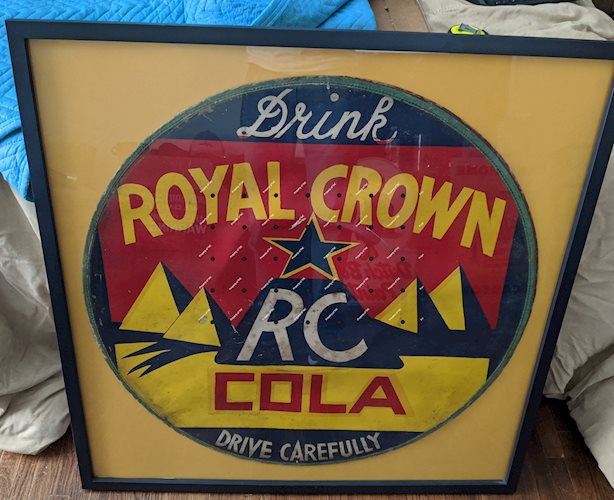 Drink
ROYAL CROWN
RC
COLA
DRIVE CAREFULLY